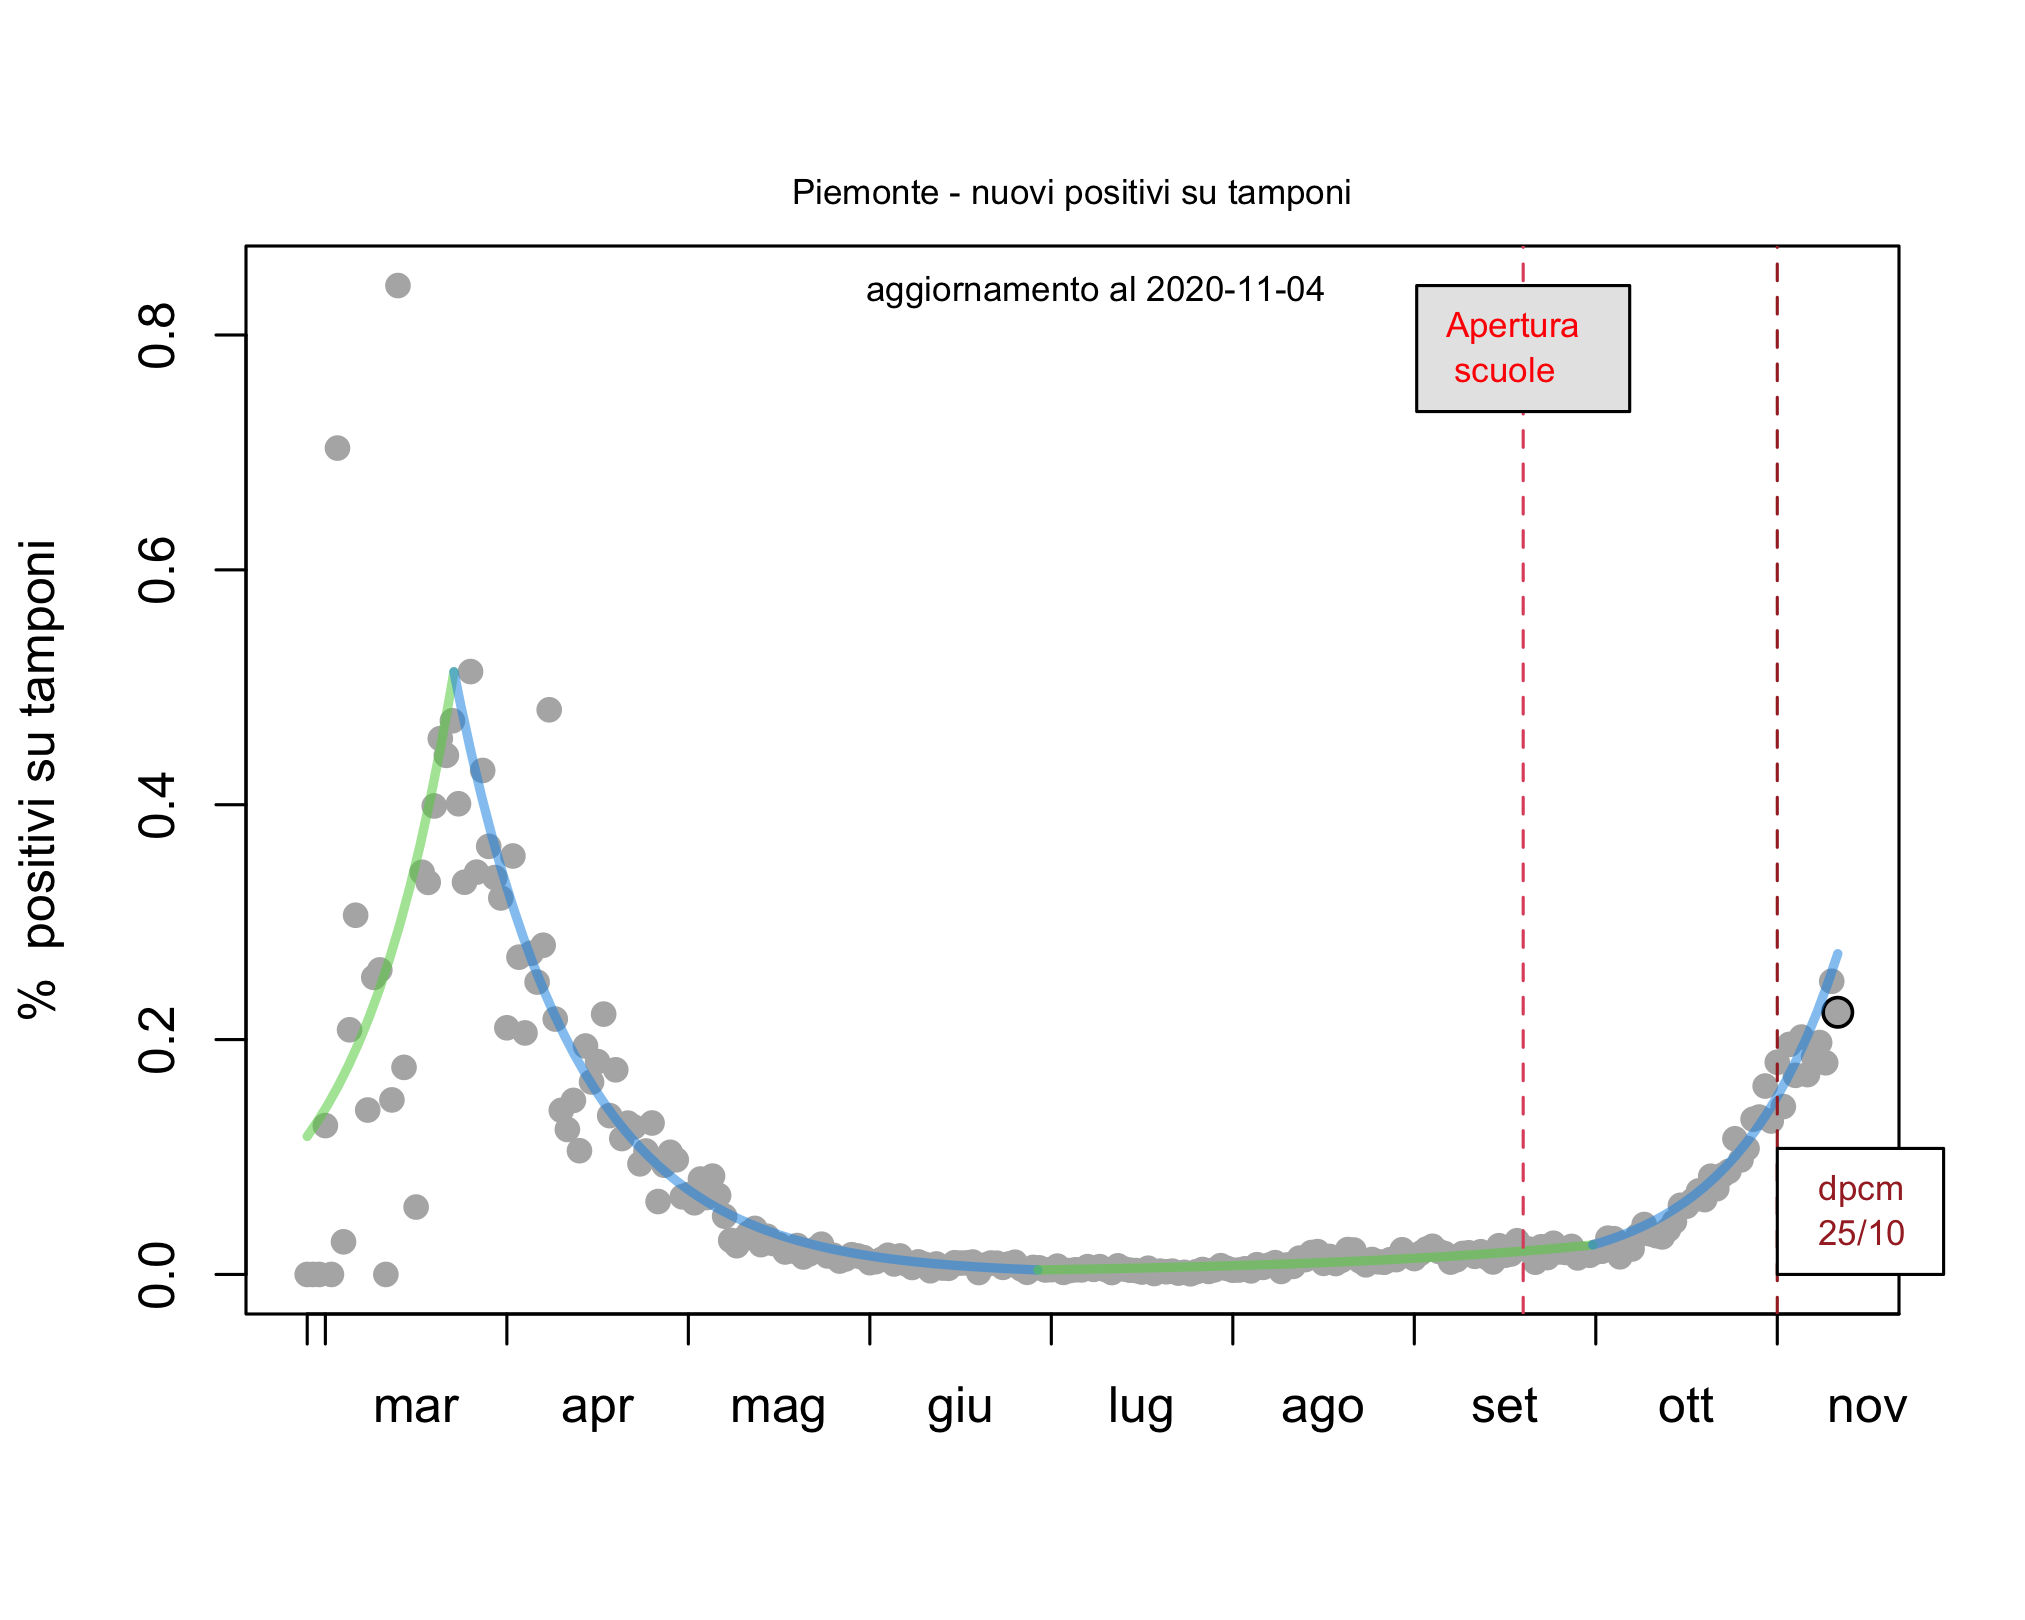 Piemonte - nuovi positivi su tamponi
aggiornamento al 2020-11-04
Apertura
scuole
% positivi su tamponi
0.8
0.6
0.4
0.2
0.0
dpcm
25/10
mar apr mag giu lug ago set ott nov